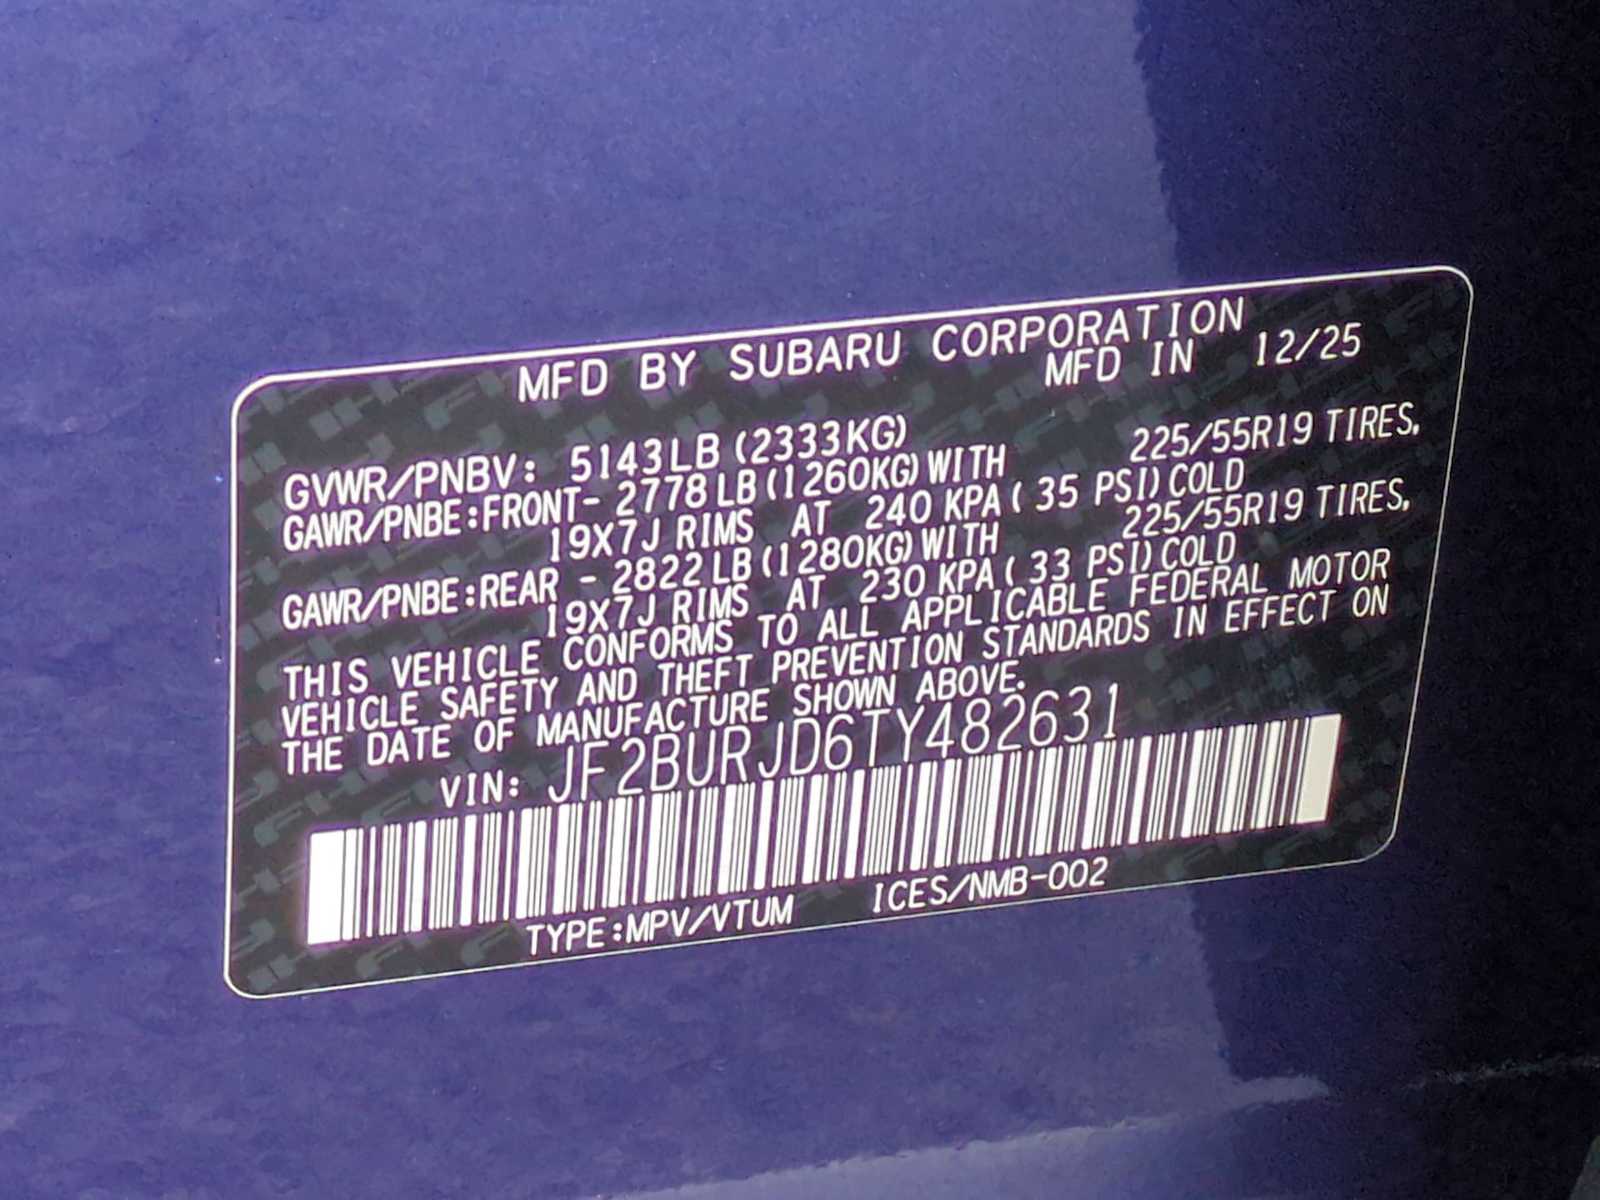 MFD BY SUBARU CORPORATION
MFD IN 12/25
GVWR/PNBV: 5143LB (2333KG)
GAWR/PNBE:FRONT- 2778 LB (1260KG) WITH 225/55R19 TIRES,
19X7J RIMS AT 240 KPA ( 35 PSI) COLD
GAWR/PNBE:REAR - 2822 LB (1280KG) WITH 225/55R19 TIRES,
19X7J RIMS AT 230 KPA ( 33 PSI) COLD
THIS VEHICLE CONFORMS TO ALL APPLICABLE FEDERAL MOTOR
VEHICLE SAFETY AND THEFT PREVENTION STANDARDS IN EFFECT ON
THE DATE OF MANUFACTURE SHOWN ABOVE.
VIN: JF2BURJD6TY482631
TYPE:MPV/VTUM ICES/NMB-002